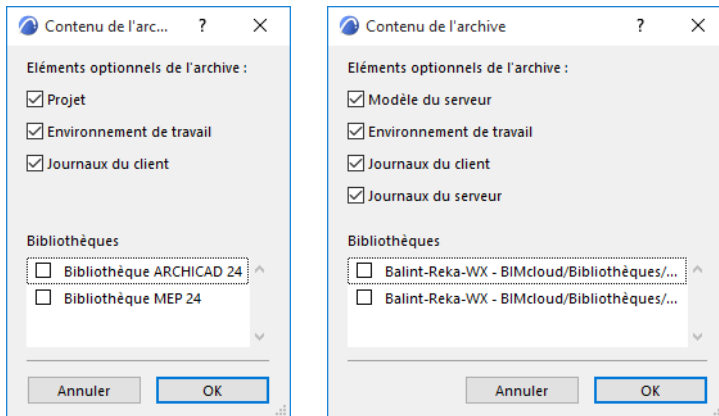 Contenu de l'arc...
?
Eléments optionnels de l'archive :
Projet
Environnement de travail
Journaux du client
Bibliothèques
Bibliothèque ARCHICAD 24
Bibliothèque MEP 24
Annuler
OK
Contenu de l'archive
?
Eléments optionnels de l'archive :
Modèle du serveur
Environnement de travail
Journaux du client
Journaux du serveur
Bibliothèques
Balint-Reka-WX - BIMcloud/Bibliothèques/...
Balint-Reka-WX - BIMcloud/Bibliothèques/...
Annuler
OK